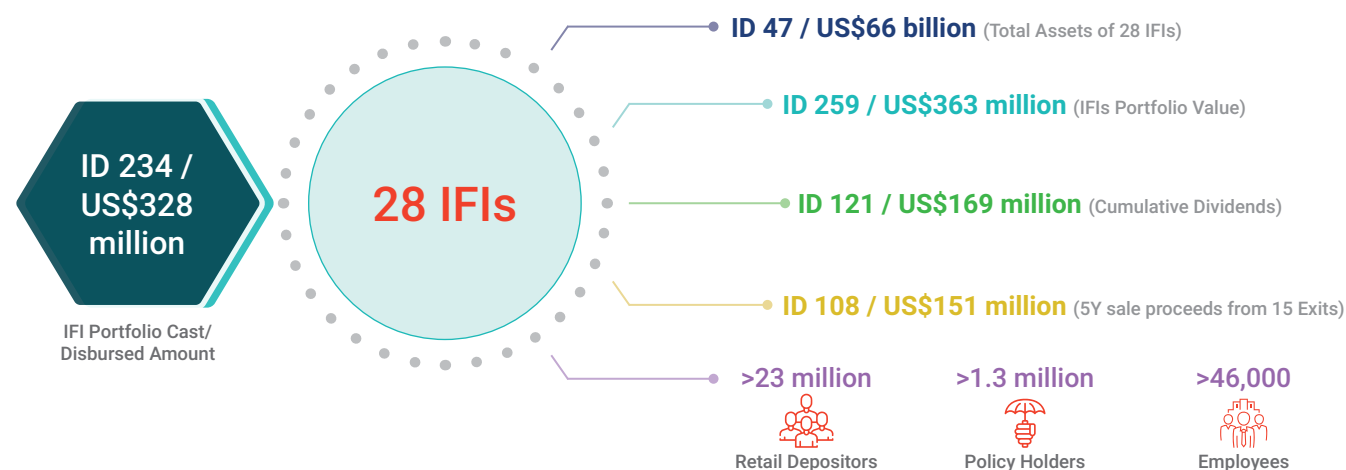 ID 234 /
US$328
million
IFI Portfolio Cast/
Disbursed Amount
28 IFIs
ID 47 / US$66 billion (Total Assets of 28 IFIs)
ID 259 / US$363 million (IFIs Portfolio Value)
ID 121 / US$169 million (Cumulative Dividends)
ID 108 / US$151 million (5Y sale proceeds from 15 Exits)
>23 million
Retail Depositors
>1.3 million
Policy Holders
>46,000
Employees